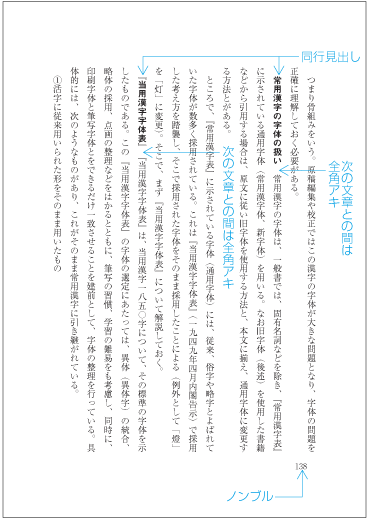 同行見出し
つまり骨組みをいう。原稿編集や校正ではこの漢字の字体が大きな問題となり、字体の問題を
正確に理解しておく必要がある。
常用漢字の字体の扱い　常用漢字の字体は、一般書では、固有名詞などを除き、『常用漢字表』
に示されている通用字体（常用漢字体、新字体）を用いる。なお旧字体（後述）を使用した書籍
などから引用する場合は、原文に従い旧字体を使用する方法と、本文に揃え、通用字体に変更す
る方法とがある。
ところで、『常用漢字表』に示されている字体（通用字体）には、従来、俗字や略字とよばれて
いた字体が数多く採用されている。これは『当用漢字字体表』（一九四九年四月内閣告示）で採用
した考え方を踏襲し、そこで採用された字体をそのまま採用したことによる（例外として「燈」
を「灯」に変更）。そこで、まず『当用漢字字体表』について解説しておく。
『当用漢字字体表』　『当用漢字字体表』は、当用漢字一八五〇字について、その標準の字体を示
したものである。この『当用漢字字体表』の字体の選定にあたっては、異体（異体字）の統合、
略体の採用、点画の整理などをはかるとともに、筆写の習慣、学習の難易をも考慮し、同時に、
印刷字体と筆写字体とをできるだけ一致させることを建前として、字体の整理を行っている。具
体的には、次のようなものがあり、これがそのまま常用漢字に引き継がれている。
①活字に従来用いられた形をそのまま用いたもの
次の文章との間は
全角アキ
次の文章との間は全角アキ
138
ノンブル